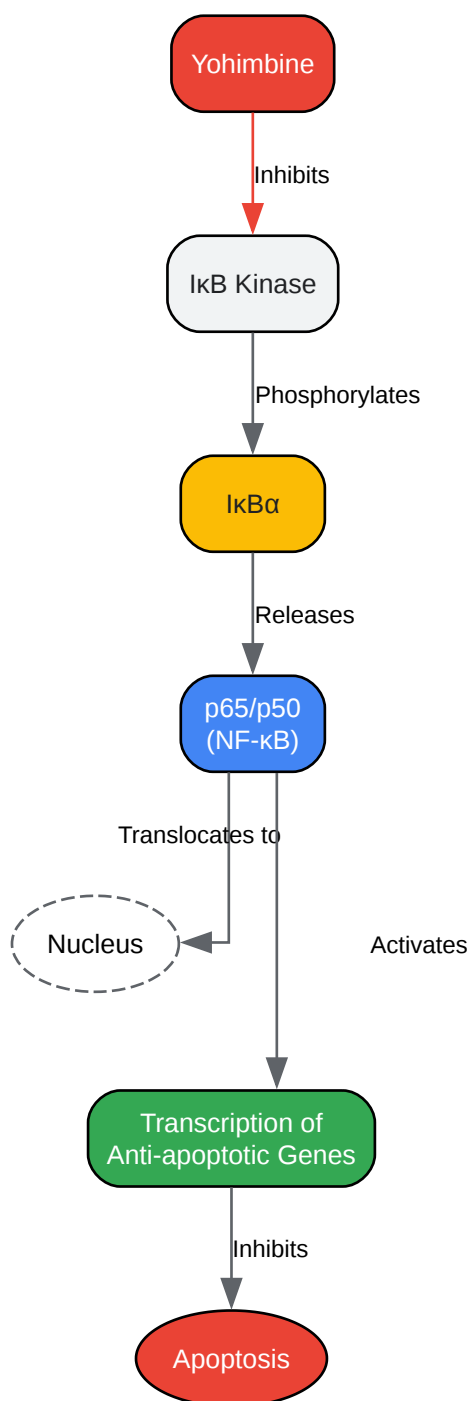 Yohimbine
Inhibits
IκB Kinase
Phosphorylates
IκBα
Releases
p65/p50
(NF-κB)
Translocates to
Nucleus
Activates
Transcription of
Anti-apoptotic Genes
Inhibits
Apoptosis